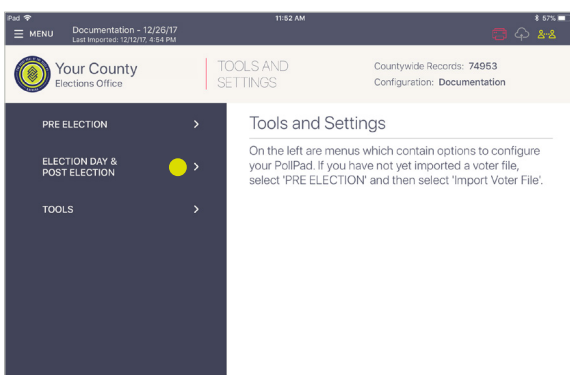 iPad 11:52 AM 57%
MENU Documentation - 12/26/17
Last Imported: 12/12/17, 4:54 PM
Your County
Elections Office
TOOLS AND
SETTINGS
Countywide Records: 74953
Configuration: Documentation
PRE ELECTION
ELECTION DAY &
POST ELECTION
TOOLS
Tools and Settings
On the left are menus which contain options to configure
your PollPad. If you have not yet imported a voter file,
select 'PRE ELECTION' and then select 'Import Voter File'.